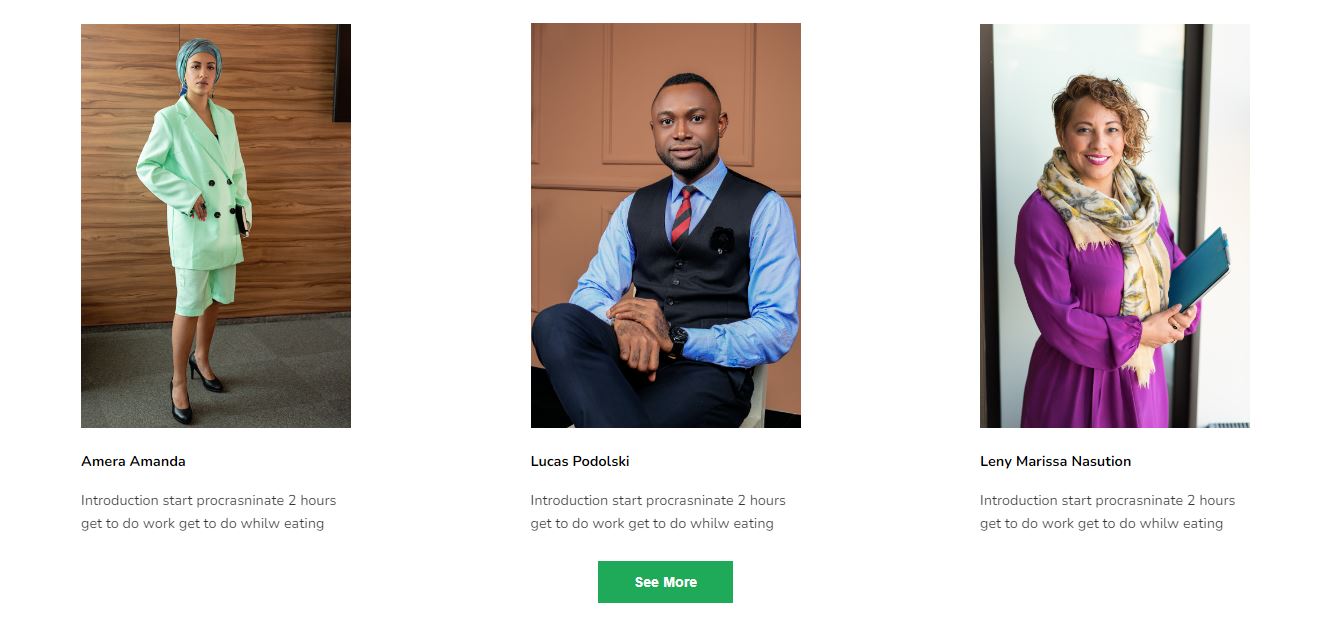 Amera Amanda
Introduction start procrasninate 2 hours
get to do work get to do whilw eating
Lucas Podolski
Introduction start procrasninate 2 hours
get to do work get to do whilw eating
Leny Marissa Nasution
Introduction start procrasninate 2 hours
get to do work get to do whilw eating
See More